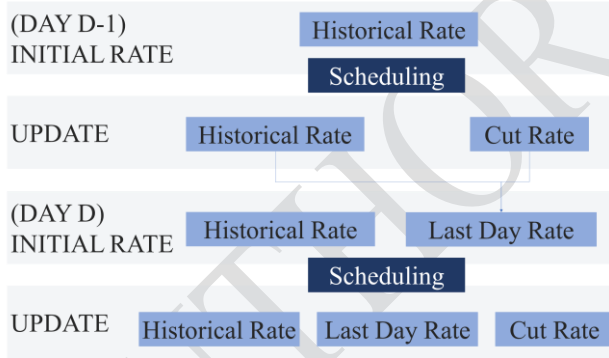 (DAY D-1)
INITIAL RATE
Historical Rate
Scheduling
UPDATE
Historical Rate
Cut Rate
(DAY D)
INITIAL RATE
Historical Rate
Last Day Rate
Scheduling
UPDATE
Historical Rate
Last Day Rate
Cut Rate